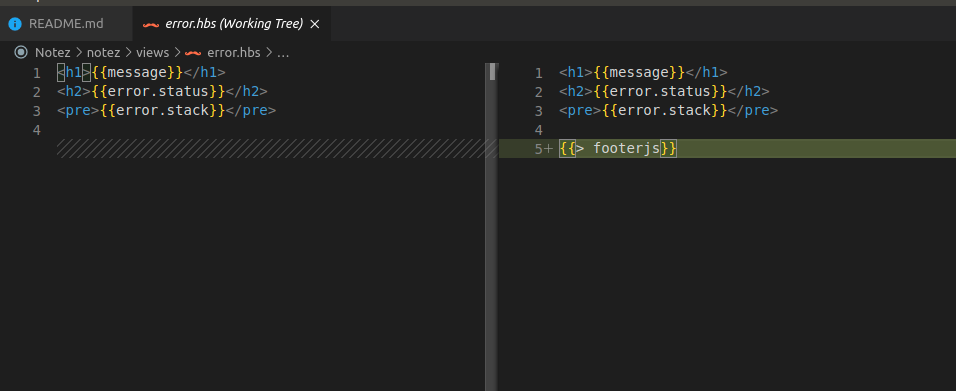 README.md error.hbs (Working Tree)
Notez > notez > views > error.hbs > ...
1 <h1>{{message}}</h1>
2 <h2>{{error.status}}</h2>
3 <pre>{{error.stack}}</pre>
4
1 <h1>{{message}}</h1>
2 <h2>{{error.status}}</h2>
3 <pre>{{error.stack}}</pre>
4
5+ {{> footerjs}}